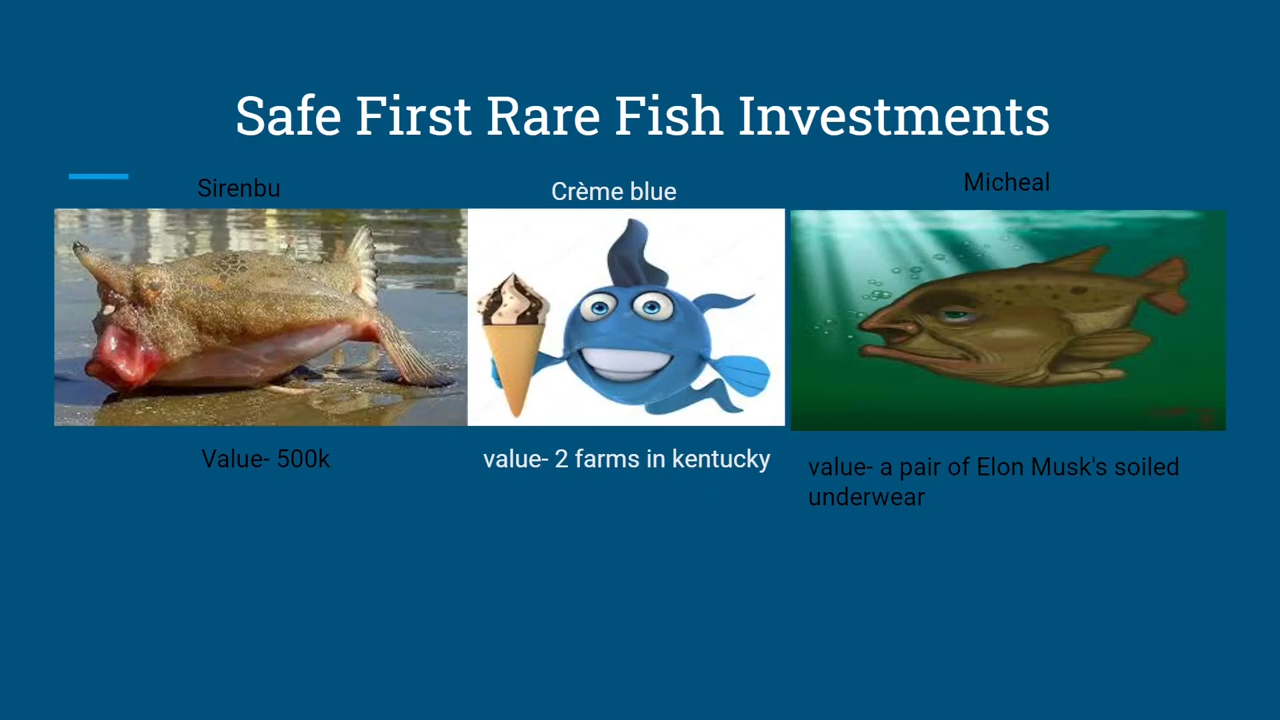 Safe First Rare Fish Investments
Sirenbu
Crème blue
Micheal
Value- 500k
value- 2 farms in kentucky
value- a pair of Elon Musk's soiled
underwear